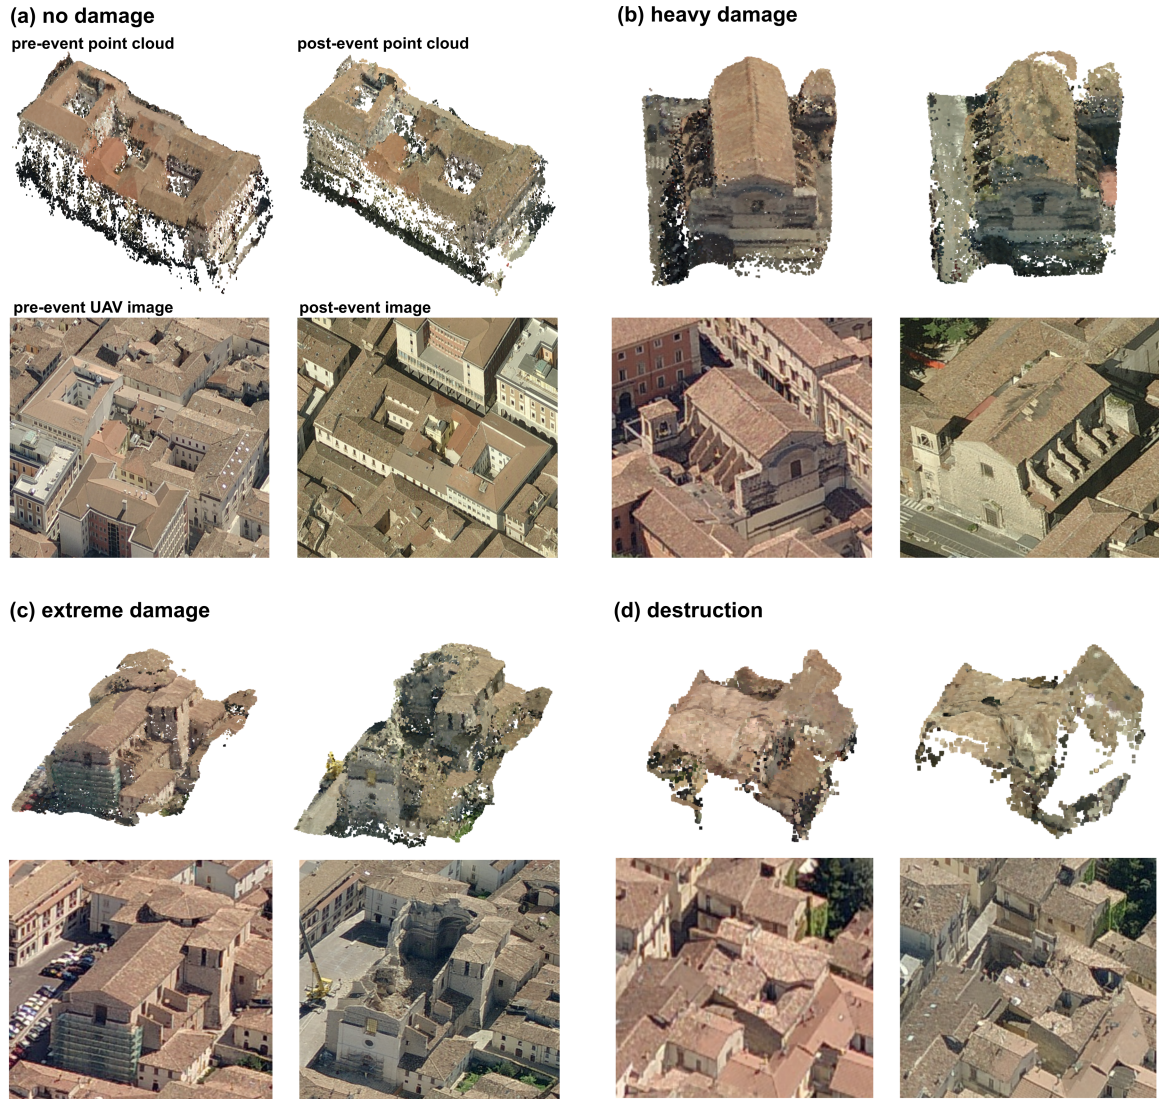 (a) no damage
pre-event point cloud
post-event point cloud
pre-event UAV image
post-event image
(b) heavy damage
(c) extreme damage
(d) destruction